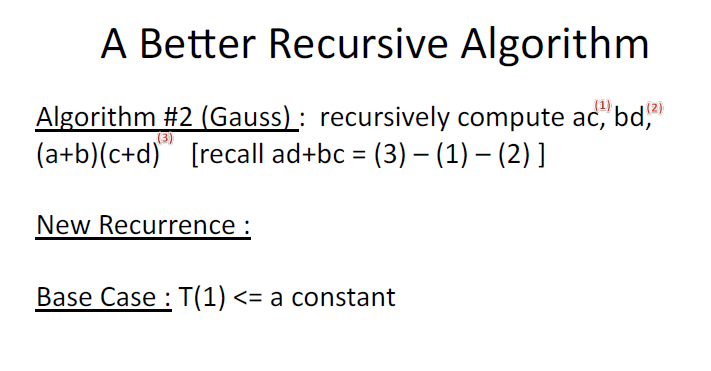 A Better Recursive Algorithm
Algorithm #2 (Gauss) : recursively compute ac,(1) bd,(2)
(a+b)(c+d)(3) [recall ad+bc = (3) – (1) – (2) ]
New Recurrence :
Base Case : T(1) <= a constant